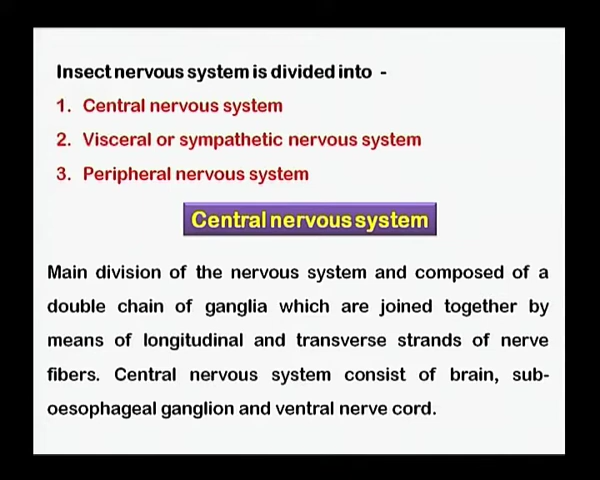 Insect nervous system is divided into -
1. Central nervous system
2. Visceral or sympathetic nervous system
3. Peripheral nervous system
Central nervous system
Main division of the nervous system and composed of a
double chain of ganglia which are joined together by
means of longitudinal and transverse strands of nerve
fibers. Central nervous system consist of brain, sub-
oesophageal ganglion and ventral nerve cord.